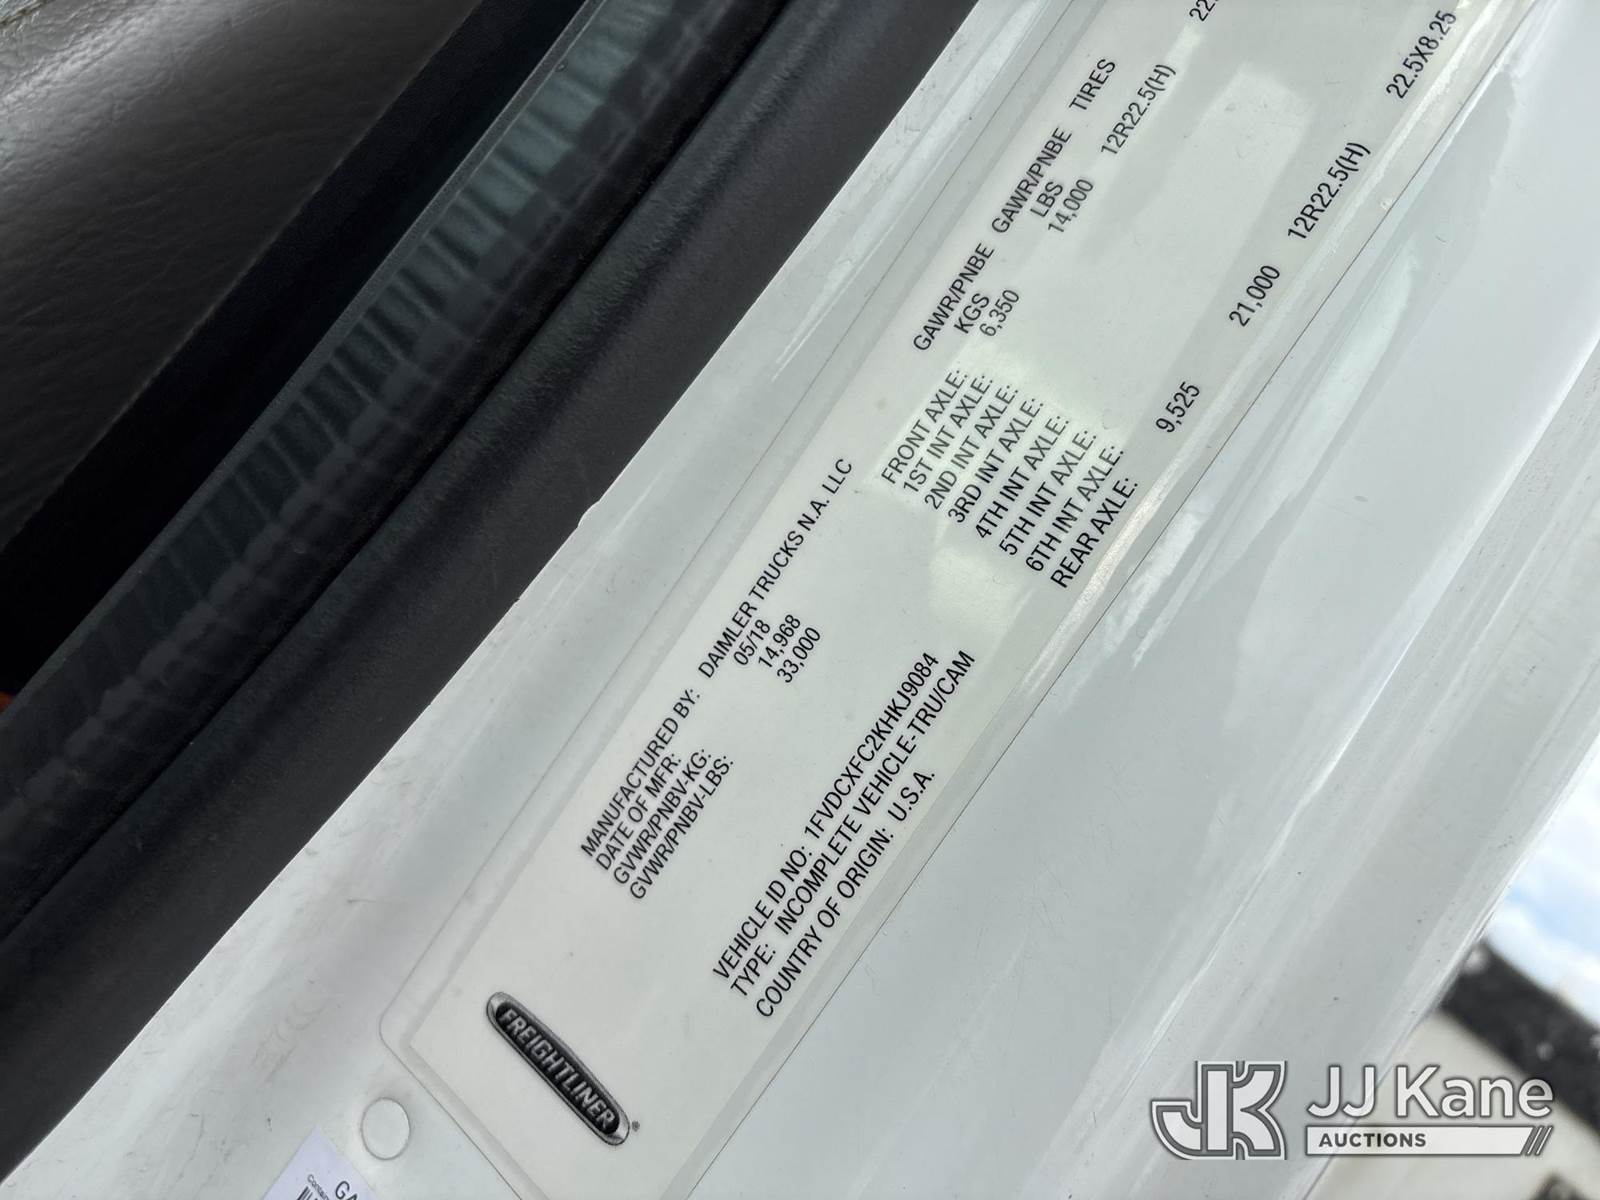 FREIGHTLINER
MANUFACTURED BY: DAIMLER TRUCKS N.A. LLC
DATE OF MFR: 05/18
GVWR/PNBV-KG: 14,968
GVWR/PNBV-LBS: 33,000
VEHICLE ID NO: 1FVDCXFC2KHKJ9084
TYPE: INCOMPLETE VEHICLE-TRU/CAM
COUNTRY OF ORIGIN: U.S.A.
GAWR/PNBE GAWR/PNBE TIRES
KGS LBS
FRONT AXLE: 6,350 14,000 12R22.5(H)
1ST INT AXLE:
2ND INT AXLE:
3RD INT AXLE:
4TH INT AXLE:
5TH INT AXLE:
6TH INT AXLE:
REAR AXLE: 9,525 21,000 12R22.5(H) 22.5X8.25
JK JJ Kane
AUCTIONS